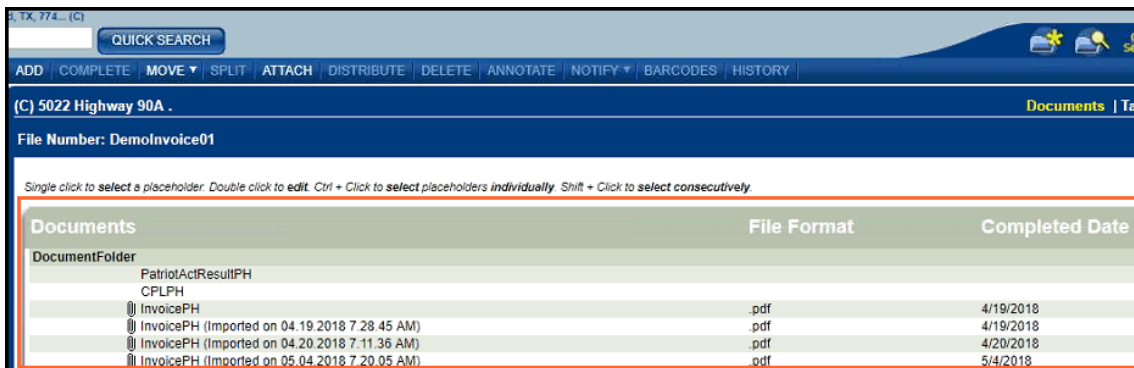 TX, 774... (C)
QUICK SEARCH
ADD COMPLETE MOVE SPLIT ATTACH DISTRIBUTE DELETE ANNOTATE NOTIFY BARCODES HISTORY
(C) 5022 Highway 90A . Documents |
File Number: DemoInvoice01
Single click to select a placeholder. Double click to edit. Ctrl + Click to select placeholders individually. Shift + Click to select consecutively.
Documents File Format Completed Date
DocumentFolder
PatriotActResultPH
CPLPH
InvoicePH .pdf 4/19/2018
InvoicePH (Imported on 04.19.2018 7.28.45 AM) .pdf 4/19/2018
InvoicePH (Imported on 04.20.2018 7.11.36 AM) .pdf 4/20/2018
InvoicePH (Imported on 05.04.2018 7.20.05 AM) .pdf 5/4/2018